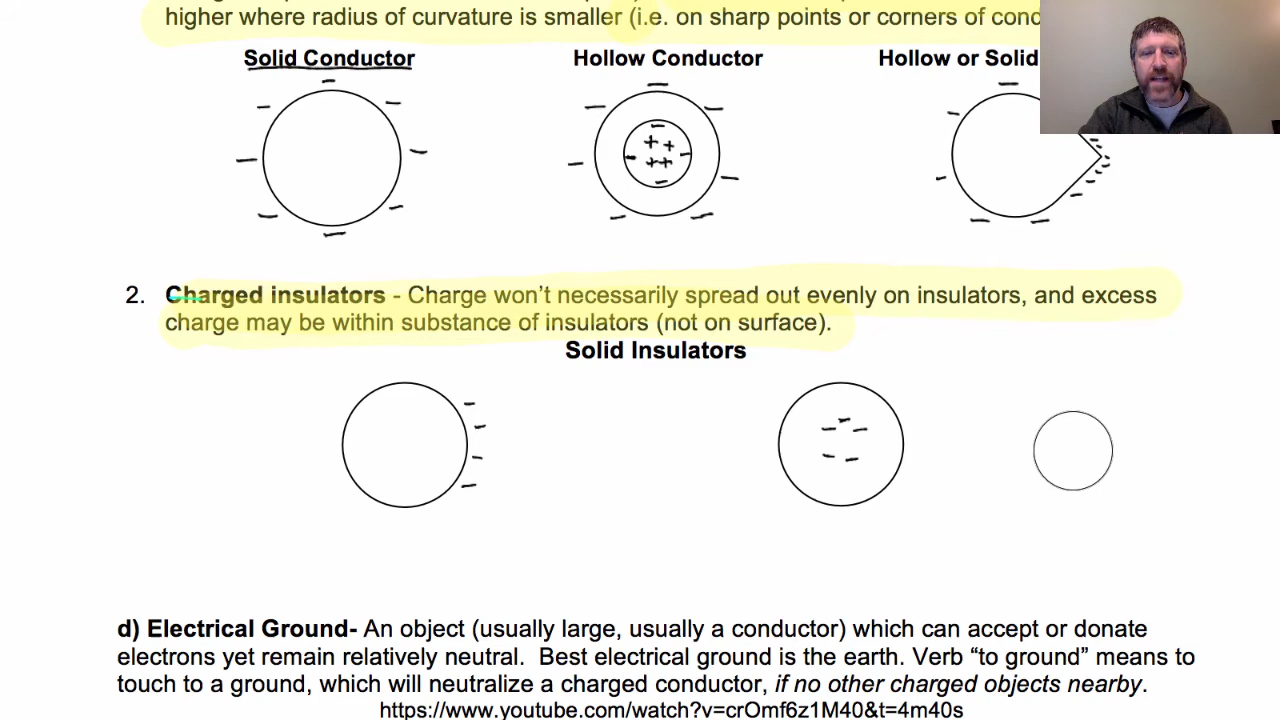 higher where radius of curvature is smaller (i.e. on sharp points or corners of
Solid Conductor Hollow Conductor Hollow or Solid
2. Charged insulators - Charge won’t necessarily spread out evenly on insulators, and excess
charge may be within substance of insulators (not on surface).
Solid Insulators
d) Electrical Ground- An object (usually large, usually a conductor) which can accept or donate
electrons yet remain relatively neutral. Best electrical ground is the earth. Verb “to ground” means to
touch to a ground, which will neutralize a charged conductor, if no other charged objects nearby.
https://www.youtube.com/watch?v=crOmf6z1M40&t=4m40s